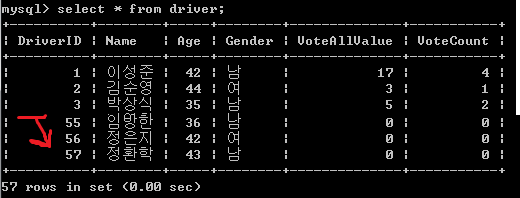 mysql> select * from driver;
DriverID | Name | Age | Gender | VoteAllValue | VoteCount
1 | 이성준 | 42 | 남 | 17 | 4
2 | 김순영 | 44 | 여 | 3 | 1
3 | 박상식 | 35 | 남 | 5 | 2
55 | 임방한 | 36 | 남 | 0 | 0
56 | 정은지 | 42 | 여 | 0 | 0
57 | 정환학 | 43 | 남 | 0 | 0
57 rows in set (0.00 sec)